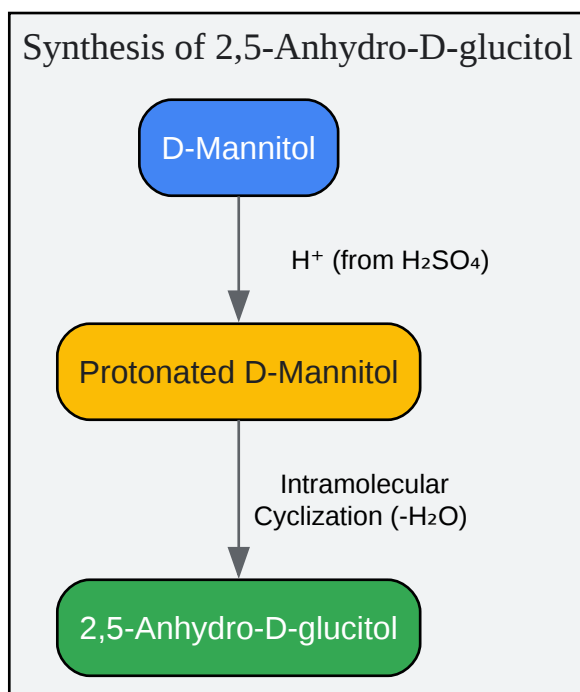 Synthesis of 2,5-Anhydro-D-glucitol
D-Mannitol
H⁺ (from H₂SO₄)
Protonated D-Mannitol
Intramolecular
Cyclization (-H₂O)
2,5-Anhydro-D-glucitol